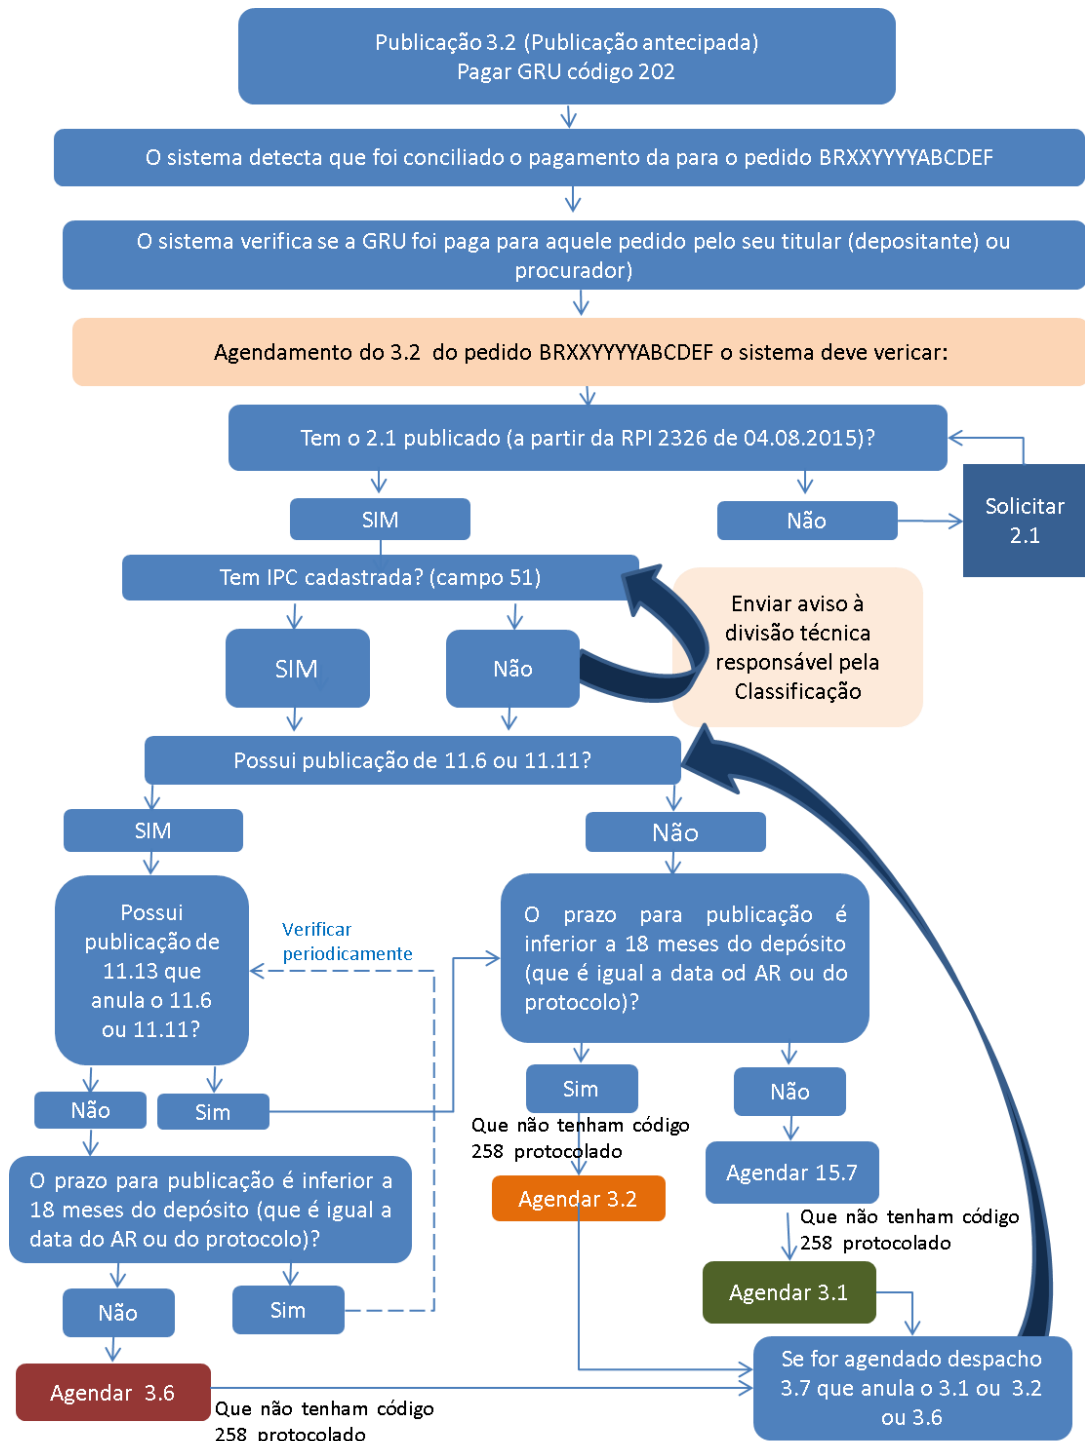 Publicação 3.2 (Publicação antecipada)
Pagar GRU código 202
O sistema detecta que foi conciliado o pagamento da para o pedido BRXXYYYYABCDEF
O sistema verifica se a GRU foi paga para aquele pedido pelo seu titular (depositante) ou
procurador)
Agendamento do 3.2 do pedido BRXXYYYYABCDEF o sistema deve vericar:
Tem o 2.1 publicado (a partir da RPI 2326 de 04.08.2015)?
SIM
Não
Solicitar
2.1
Tem IPC cadastrada? (campo 51)
SIM
Não
Enviar aviso à
divisão técnica
responsável pela
Classificação
Possui publicação de 11.6 ou 11.11?
SIM
Não
Possui
publicação de
11.13 que
anula o 11.6
ou 11.11?
Verificar
periodicamente
O prazo para publicação é
inferior a 18 meses do depósito
(que é igual a data od AR ou do
protocolo)?
Não
Sim
Sim
Não
Que não tenham código
258 protocolado
O prazo para publicação é inferior a
18 meses do depósito (que é igual a
data do AR ou do protocolo)?
Agendar 3.2
Agendar 15.7
Que não tenham código
258 protocolado
Não
Sim
Agendar 3.1
Agendar 3.6
Que não tenham código
258 protocolado
Se for agendado despacho
3.7 que anula o 3.1 ou 3.2
ou 3.6